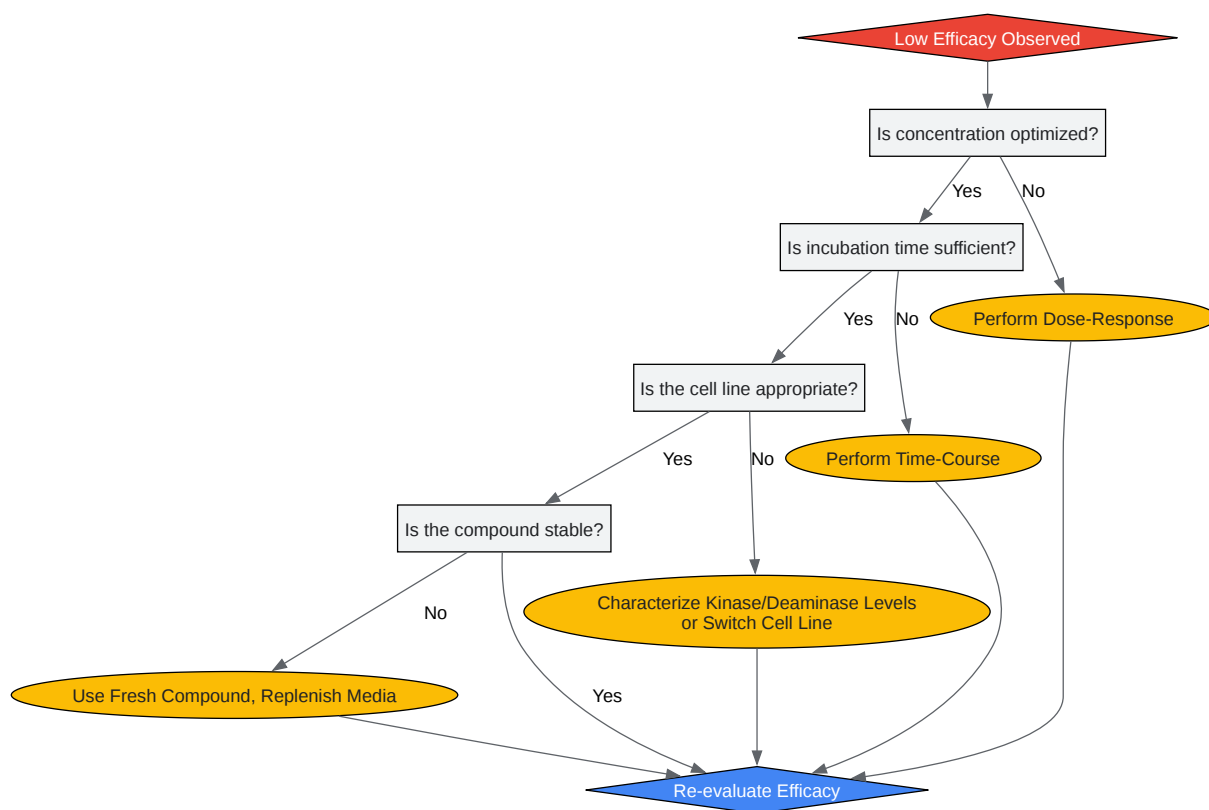 Low Efficacy Observed
Is concentration optimized?
Yes
No
Is incubation time sufficient?
Perform Dose-Response
Yes
No
Is the cell line appropriate?
Perform Time-Course
Yes
No
Is the compound stable?
Characterize Kinase/Deaminase Levels
or Switch Cell Line
No
Yes
Use Fresh Compound, Replenish Media
Re-evaluate Efficacy